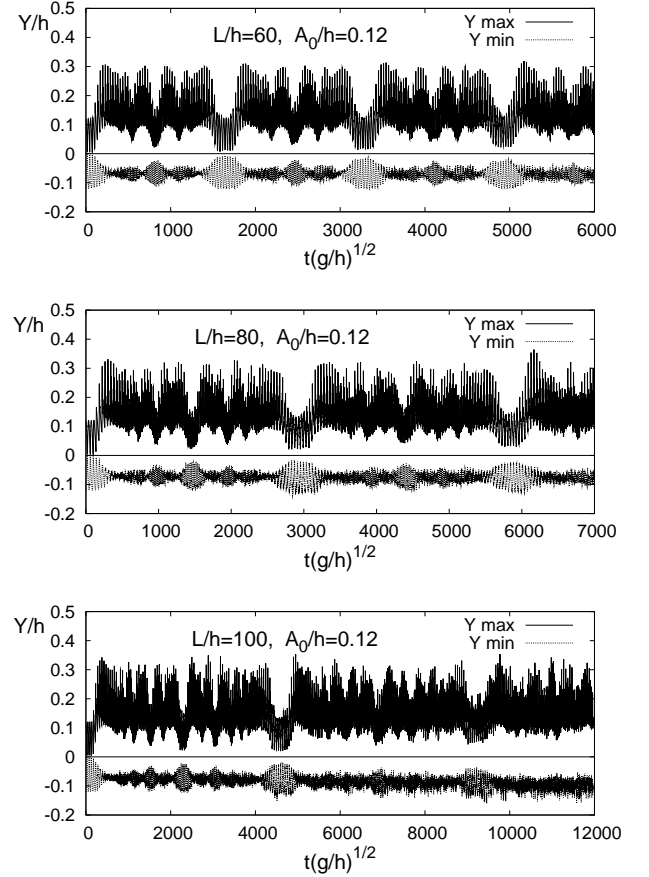 Y/h
L/h=60, A_0/h=0.12
Y max
Y min
0.5
0.4
0.3
0.2
0.1
0
-0.1
-0.2
0 1000 2000 3000 4000 5000 6000
t(g/h)^1/2
Y/h
L/h=80, A_0/h=0.12
Y max
Y min
0.5
0.4
0.3
0.2
0.1
0
-0.1
-0.2
0 1000 2000 3000 4000 5000 6000 7000
t(g/h)^1/2
Y/h
L/h=100, A_0/h=0.12
Y max
Y min
0.5
0.4
0.3
0.2
0.1
0
-0.1
-0.2
0 2000 4000 6000 8000 10000 12000
t(g/h)^1/2